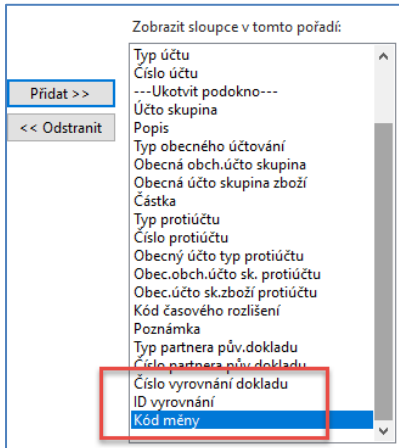 Zobrazit sloupce v tomto pořadí:
Typ účtu
Číslo účtu
Přidat >>
---Ukotvit podokno---
Účto skupina
<< Odstranit
Popis
Typ obecného účtování
Obecná obch.účto skupina
Obecná účto skupina zboží
Částka
Typ protiúčtu
Číslo protiúčtu
Obecný účto typ protiúčtu
Obec.obch.účto sk. protiúčtu
Obec.účto sk.zboží protiúčtu
Kód časového rozlišení
Poznámka
Typ partnera pův.dokladu
Číslo partnera pův.dokladu
Číslo vyrovnání dokladu
ID vyrovnání
Kód měny